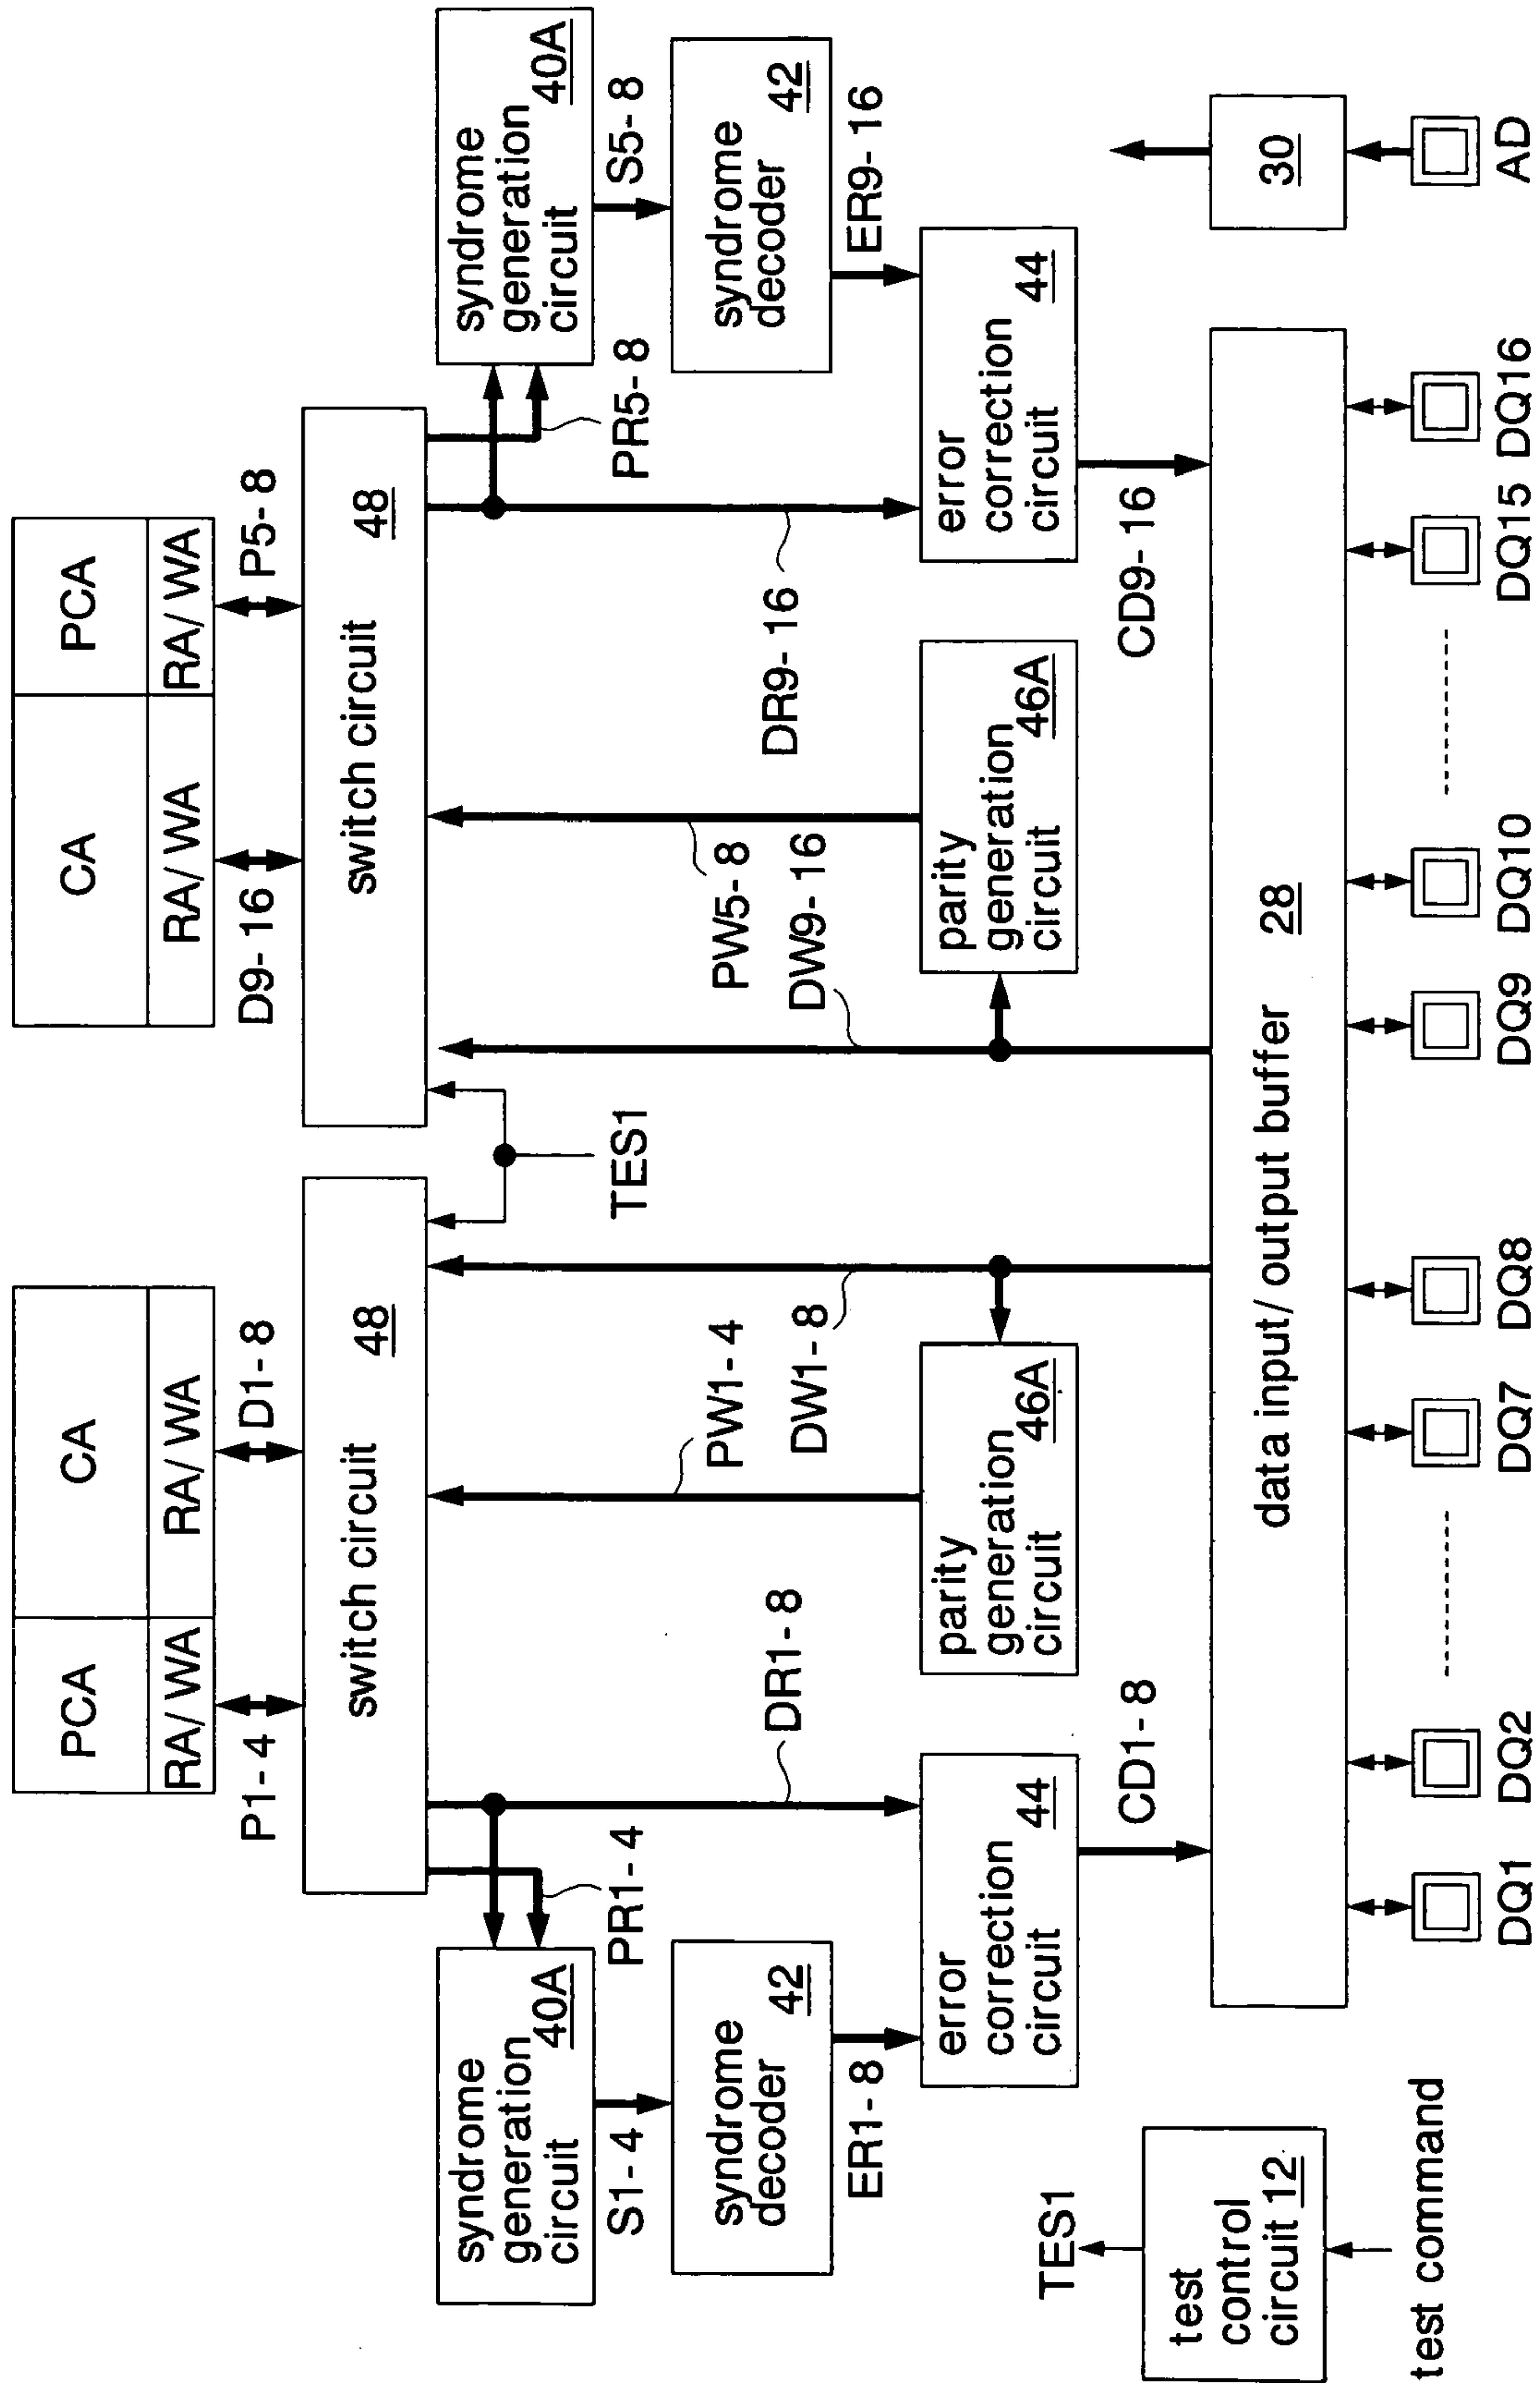 PCA
CA
CA
PCA
RA/ WA
RA/ WA
RA/ WA
RA/ WA
P1- 4
D1- 8
D9- 16
P5- 8
switch circuit
48
switch circuit
48
syndrome
generation
circuit
40A
PR1- 4
TES1
PR5- 8
syndrome
generation
circuit
40A
S1- 4
S5- 8
syndrome
decoder
42
DR1- 8
PW1- 4
DW1- 8
PW5- 8
DW9- 16
DR9- 16
syndrome
decoder
42
ER1- 8
ER9- 16
error
correction
circuit
44
parity
generation
circuit
46A
parity
generation
circuit
46A
error
correction
circuit
44
TES1
CD1- 8
CD9- 16
test
control
circuit 12
data input/ output buffer
28
30
test command
DQ1
DQ2
DQ7
DQ8
DQ9
DQ10
DQ15
DQ16
AD